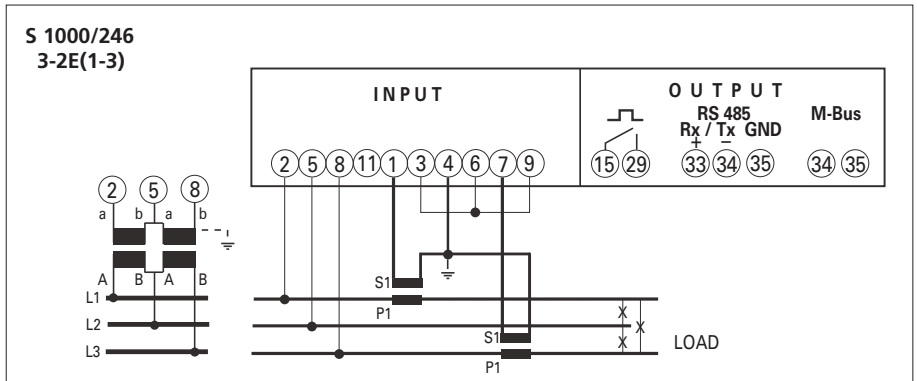 S 1000/246
3-2E(1-3)
INPUT
OUTPUT
RS 485
Rx / Tx GND
+ −
M-Bus
2 5 8 11 1 3 4 6 7 9
15 29 33 34 35 34 35
2 5 8
a b a b
A B A B
L1
L2
L3
S1
P1
S1
P1
X
X
X
LOAD